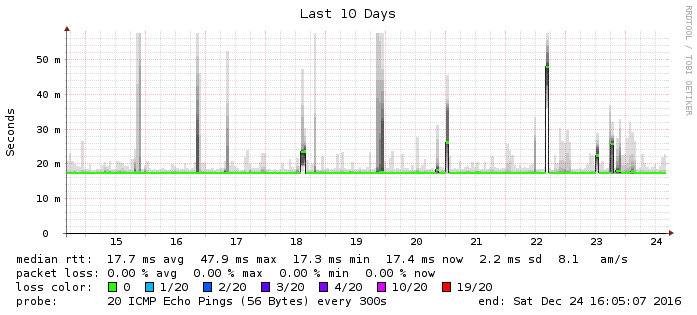 Last 10 Days
RRDTOOL / TOBI OETIKER
Seconds
50 m
40 m
30 m
20 m
10 m
0
15 16 17 18 19 20 21 22 23 24
median rtt: 17.7 ms avg 47.9 ms max 17.3 ms min 17.4 ms now 2.2 ms sd 8.1 am/s
packet loss: 0.00 % avg 0.00 % max 0.00 % min 0.00 % now
loss color: 0 1/20 2/20 3/20 4/20 10/20 19/20
probe: 20 ICMP Echo Pings (56 Bytes) every 300s end: Sat Dec 24 16:05:07 2016